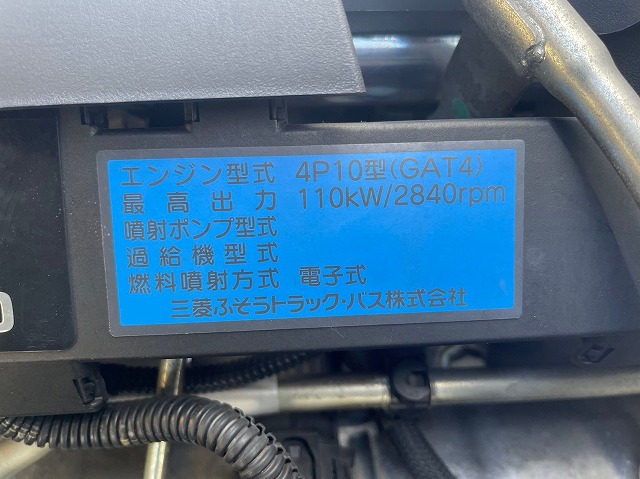 エンジン型式 4P10型(GAT4)
最高出力 110kW/2840rpm
噴射ポンプ型式
過給機型式
燃料噴射方式 電子式
三菱ふそうトラック・バス株式会社